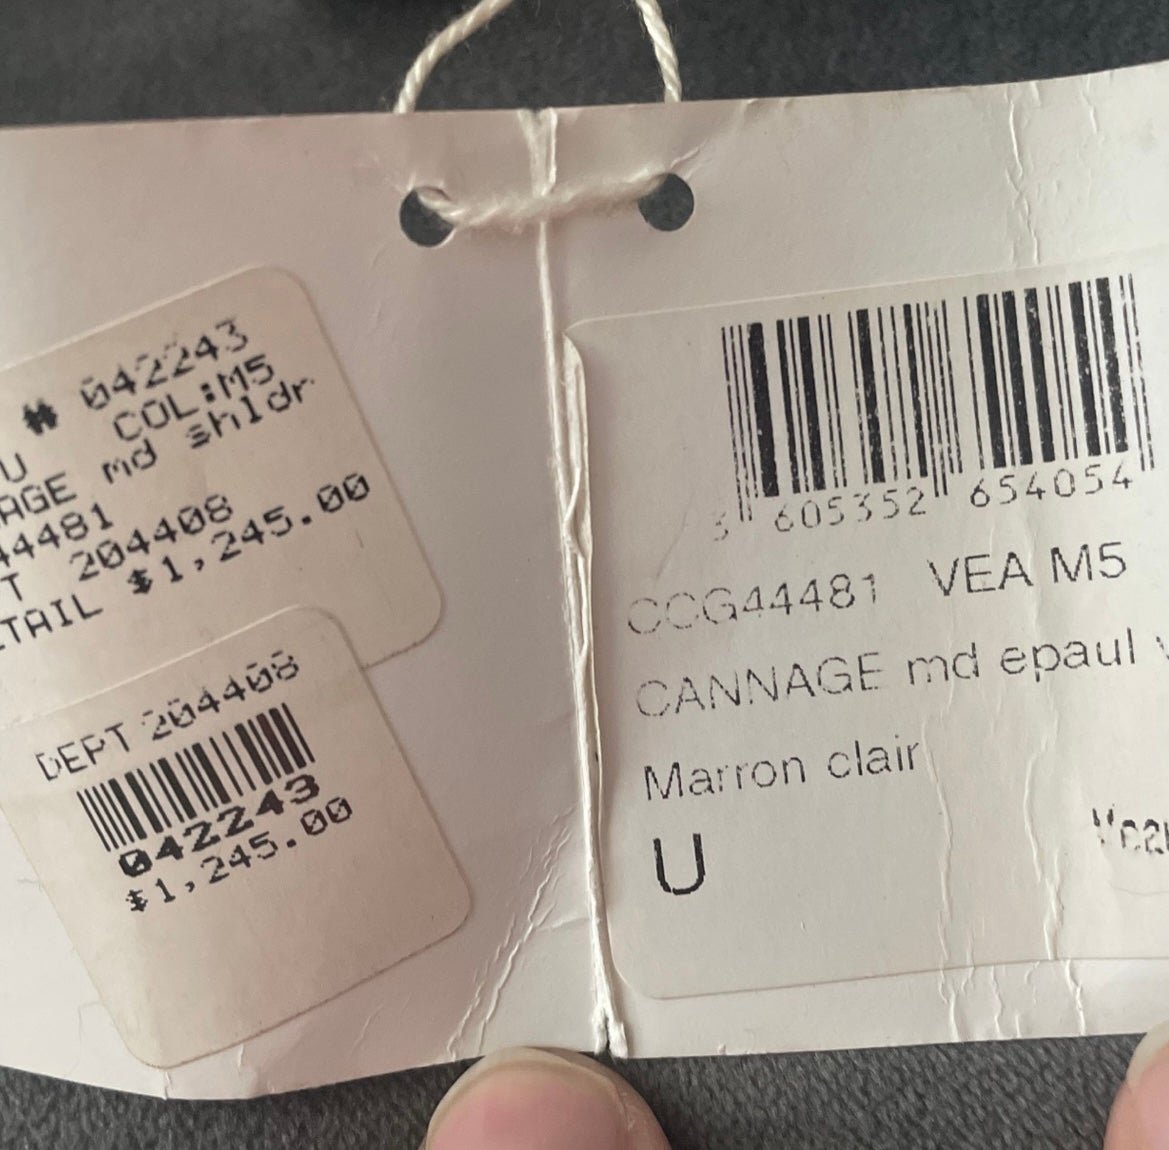 # 042243
U COL:M5
AGE md shldr
44481
T 204408
TAIL $1,245.00
DEPT 204408
042243
$1,245.00
3 605352 654054
CCG44481 VEA M5
CANNAGE md epaul v
Marron clair
U